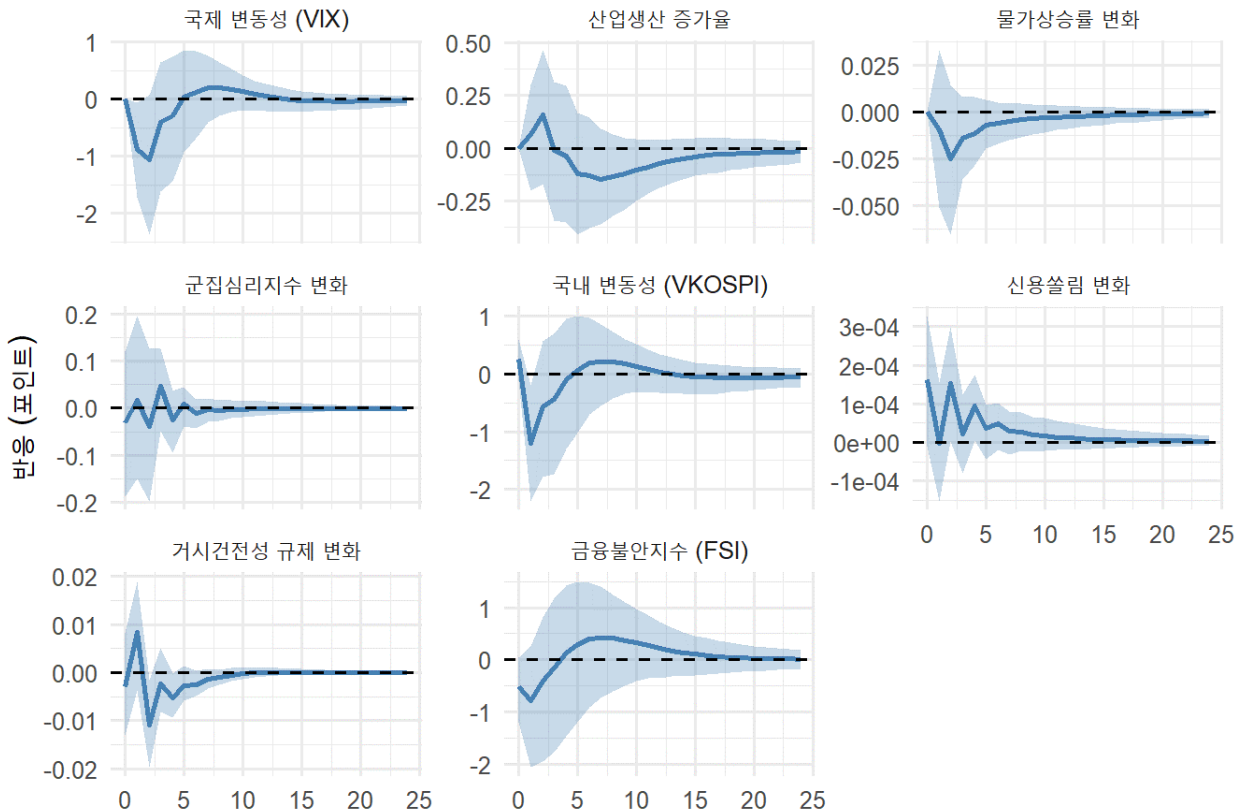 국제 변동성 (VIX)
1
0
-1
-2
산업생산 증가율
0.50
0.25
0.00
-0.25
물가상승률 변화
0.025
0.000
-0.025
-0.050
반응 (포인트)
군집심리지수 변화
0.2
0.1
0.0
-0.1
-0.2
국내 변동성 (VKOSPI)
1
0
-1
-2
신용쏠림 변화
3e-04
2e-04
1e-04
0e+00
-1e-04
0 5 10 15 20 25
거시건전성 규제 변화
0.02
0.01
0.00
-0.01
-0.02
0 5 10 15 20 25
금융불안지수 (FSI)
1
0
-1
-2
0 5 10 15 20 25